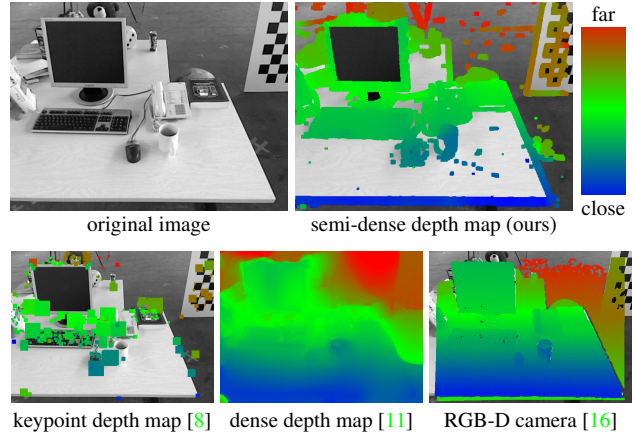 far
original image
semi-dense depth map (ours)
close
keypoint depth map [8]
dense depth map [11]
RGB-D camera [16]